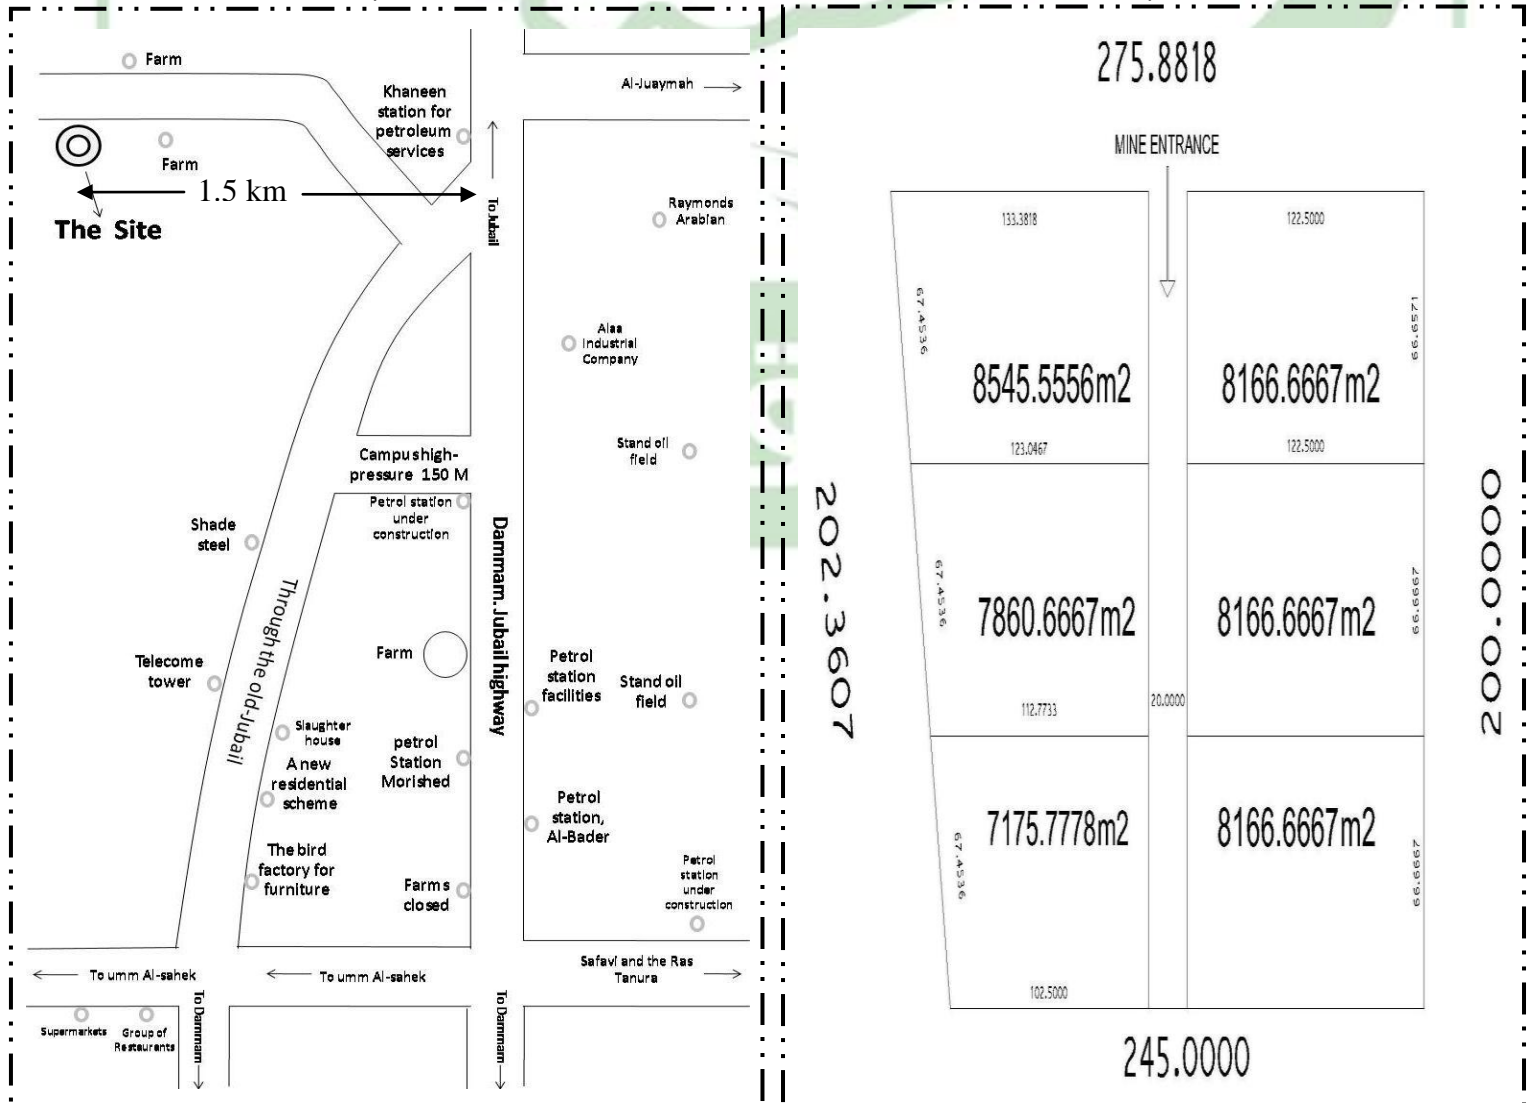 Farm
Khaneen
station for
petroleum
services
Al-Juaymah
Farm
1.5 km
The Site
To Jubail
Raymonds
Arabian
Alaa
Industrial
Company
Stand oil
field
Campus high-
pressure 150 M
Petrol station
under
construction
Shade
steel
Dammam. Jubail highway
Through the old-Jubail
Farm
Telecome
tower
Petrol
station
facilities
Stand oil
field
Slaughter
house
A new
residential
scheme
petrol
Station
Morished
Petrol
station,
Al-Bader
The bird
factory for
furniture
Farms
closed
Petrol
station
under
construction
To umm Al-sahek
To umm Al-sahek
Safavi and the Ras
Tanura
To Dammam
To Dammam
Supermarkets
Group of
Restaurants
275.8818
MINE ENTRANCE
133.3818
122.5000
67.4536
66.6571
8545.5556m2
8166.6667m2
123.0467
122.5000
202.3607
200.0000
67.4536
66.6667
7860.6667m2
8166.6667m2
112.7733
20.0000
7175.7778m2
8166.6667m2
67.4536
66.6667
102.5000
245.0000